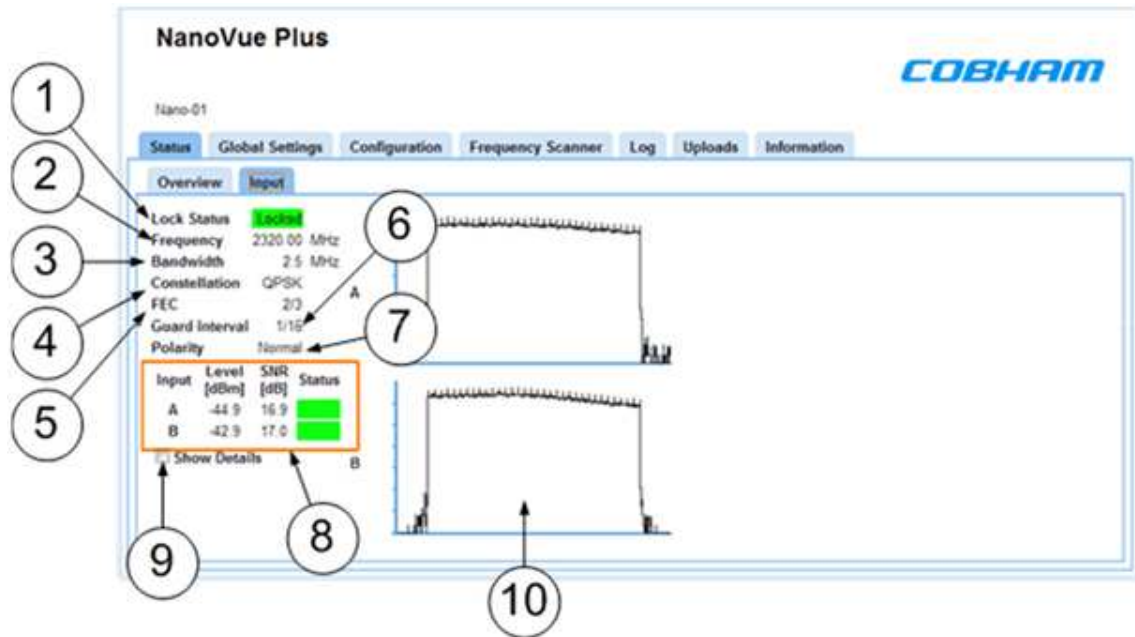 NanoVue Plus
COBHAM
Nano-01
Status Global Settings Configuration Frequency Scanner Log Uploads Information
Overview Input
Lock Status Locked
Frequency 2320.00 MHz
Bandwidth 2.5 MHz
Constellation QPSK
FEC 2/3
Guard Interval 1/16
Polarity Normal
Input Level [dBm] SNR [dB] Status
A -44.9 16.9
B -42.9 17.0
Show Details
A
B
1
2
3
4
5
6
7
8
9
10